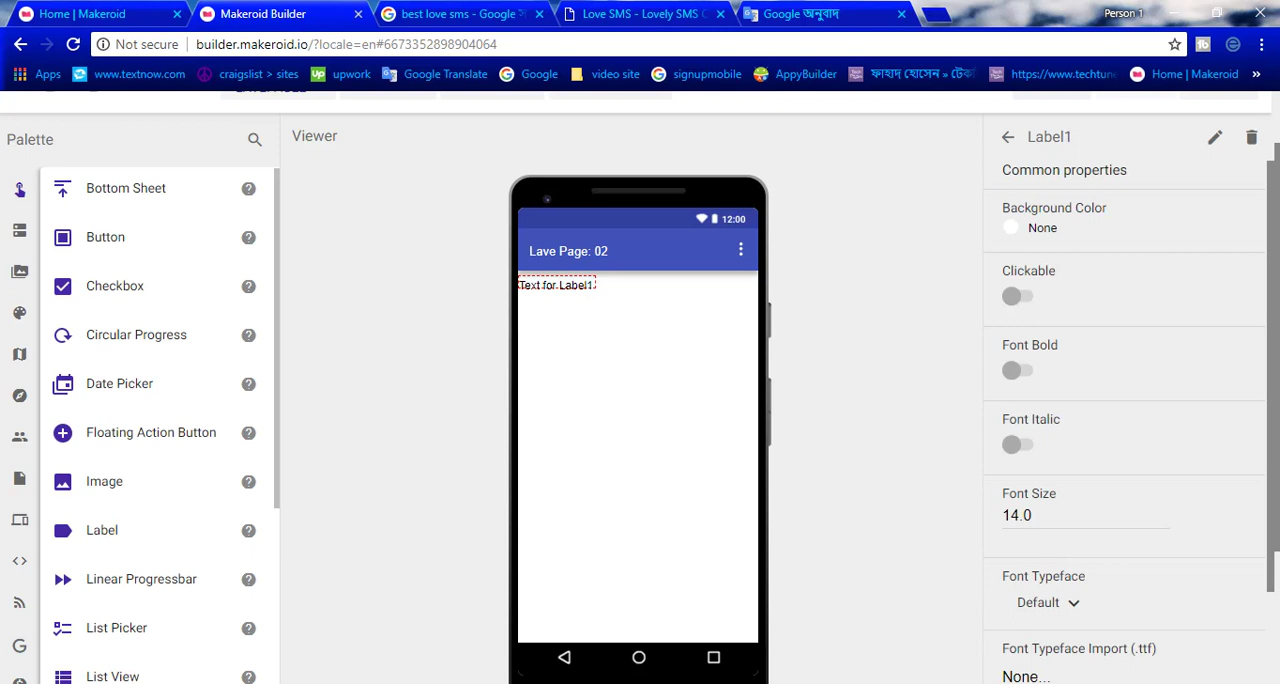 Home | Makeroid
Makeroid Builder
best love sms - Google
Love SMS - Lovely SMS
Google অনুবাদ
Person 1
Not secure
builder.makeroid.io/?locale=en#6673352898904064
Apps
www.textnow.com
craigslist > sites
upwork
Google Translate
Google
video site
signupmobile
AppyBuilder
ফাহাদ হোসেন » টেক
https://www.techtune
Home | Makeroid
Palette
Viewer
Label1
Common properties
Bottom Sheet
Button
Checkbox
Circular Progress
Date Picker
Floating Action Button
Image
Label
Linear Progressbar
List Picker
List View
12:00
Lave Page: 02
Text for Label1
Background Color
None
Clickable
Font Bold
Font Italic
Font Size
14.0
Font Typeface
Default
Font Typeface Import (.ttf)
None...